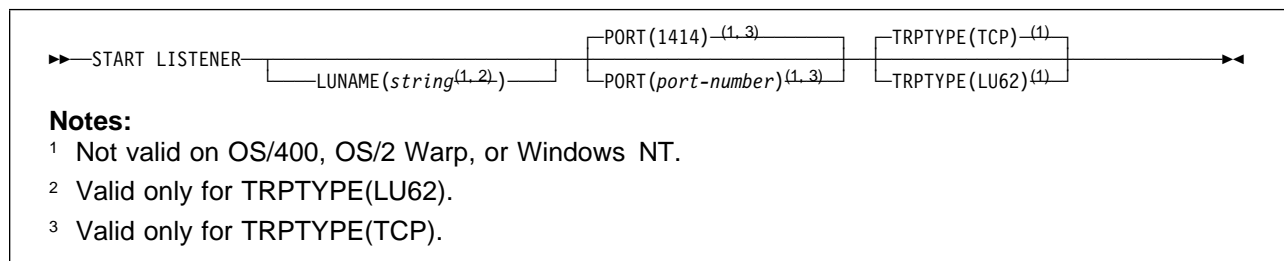 PORT(1414) (1, 3) TRPTYPE(TCP) (1)
►►──START LISTENER
LUNAME(string(1, 2)) PORT(port-number)(1, 3) TRPTYPE(LU62)(1)
Notes:
1 Not valid on OS/400, OS/2 Warp, or Windows NT.
2 Valid only for TRPTYPE(LU62).
3 Valid only for TRPTYPE(TCP).